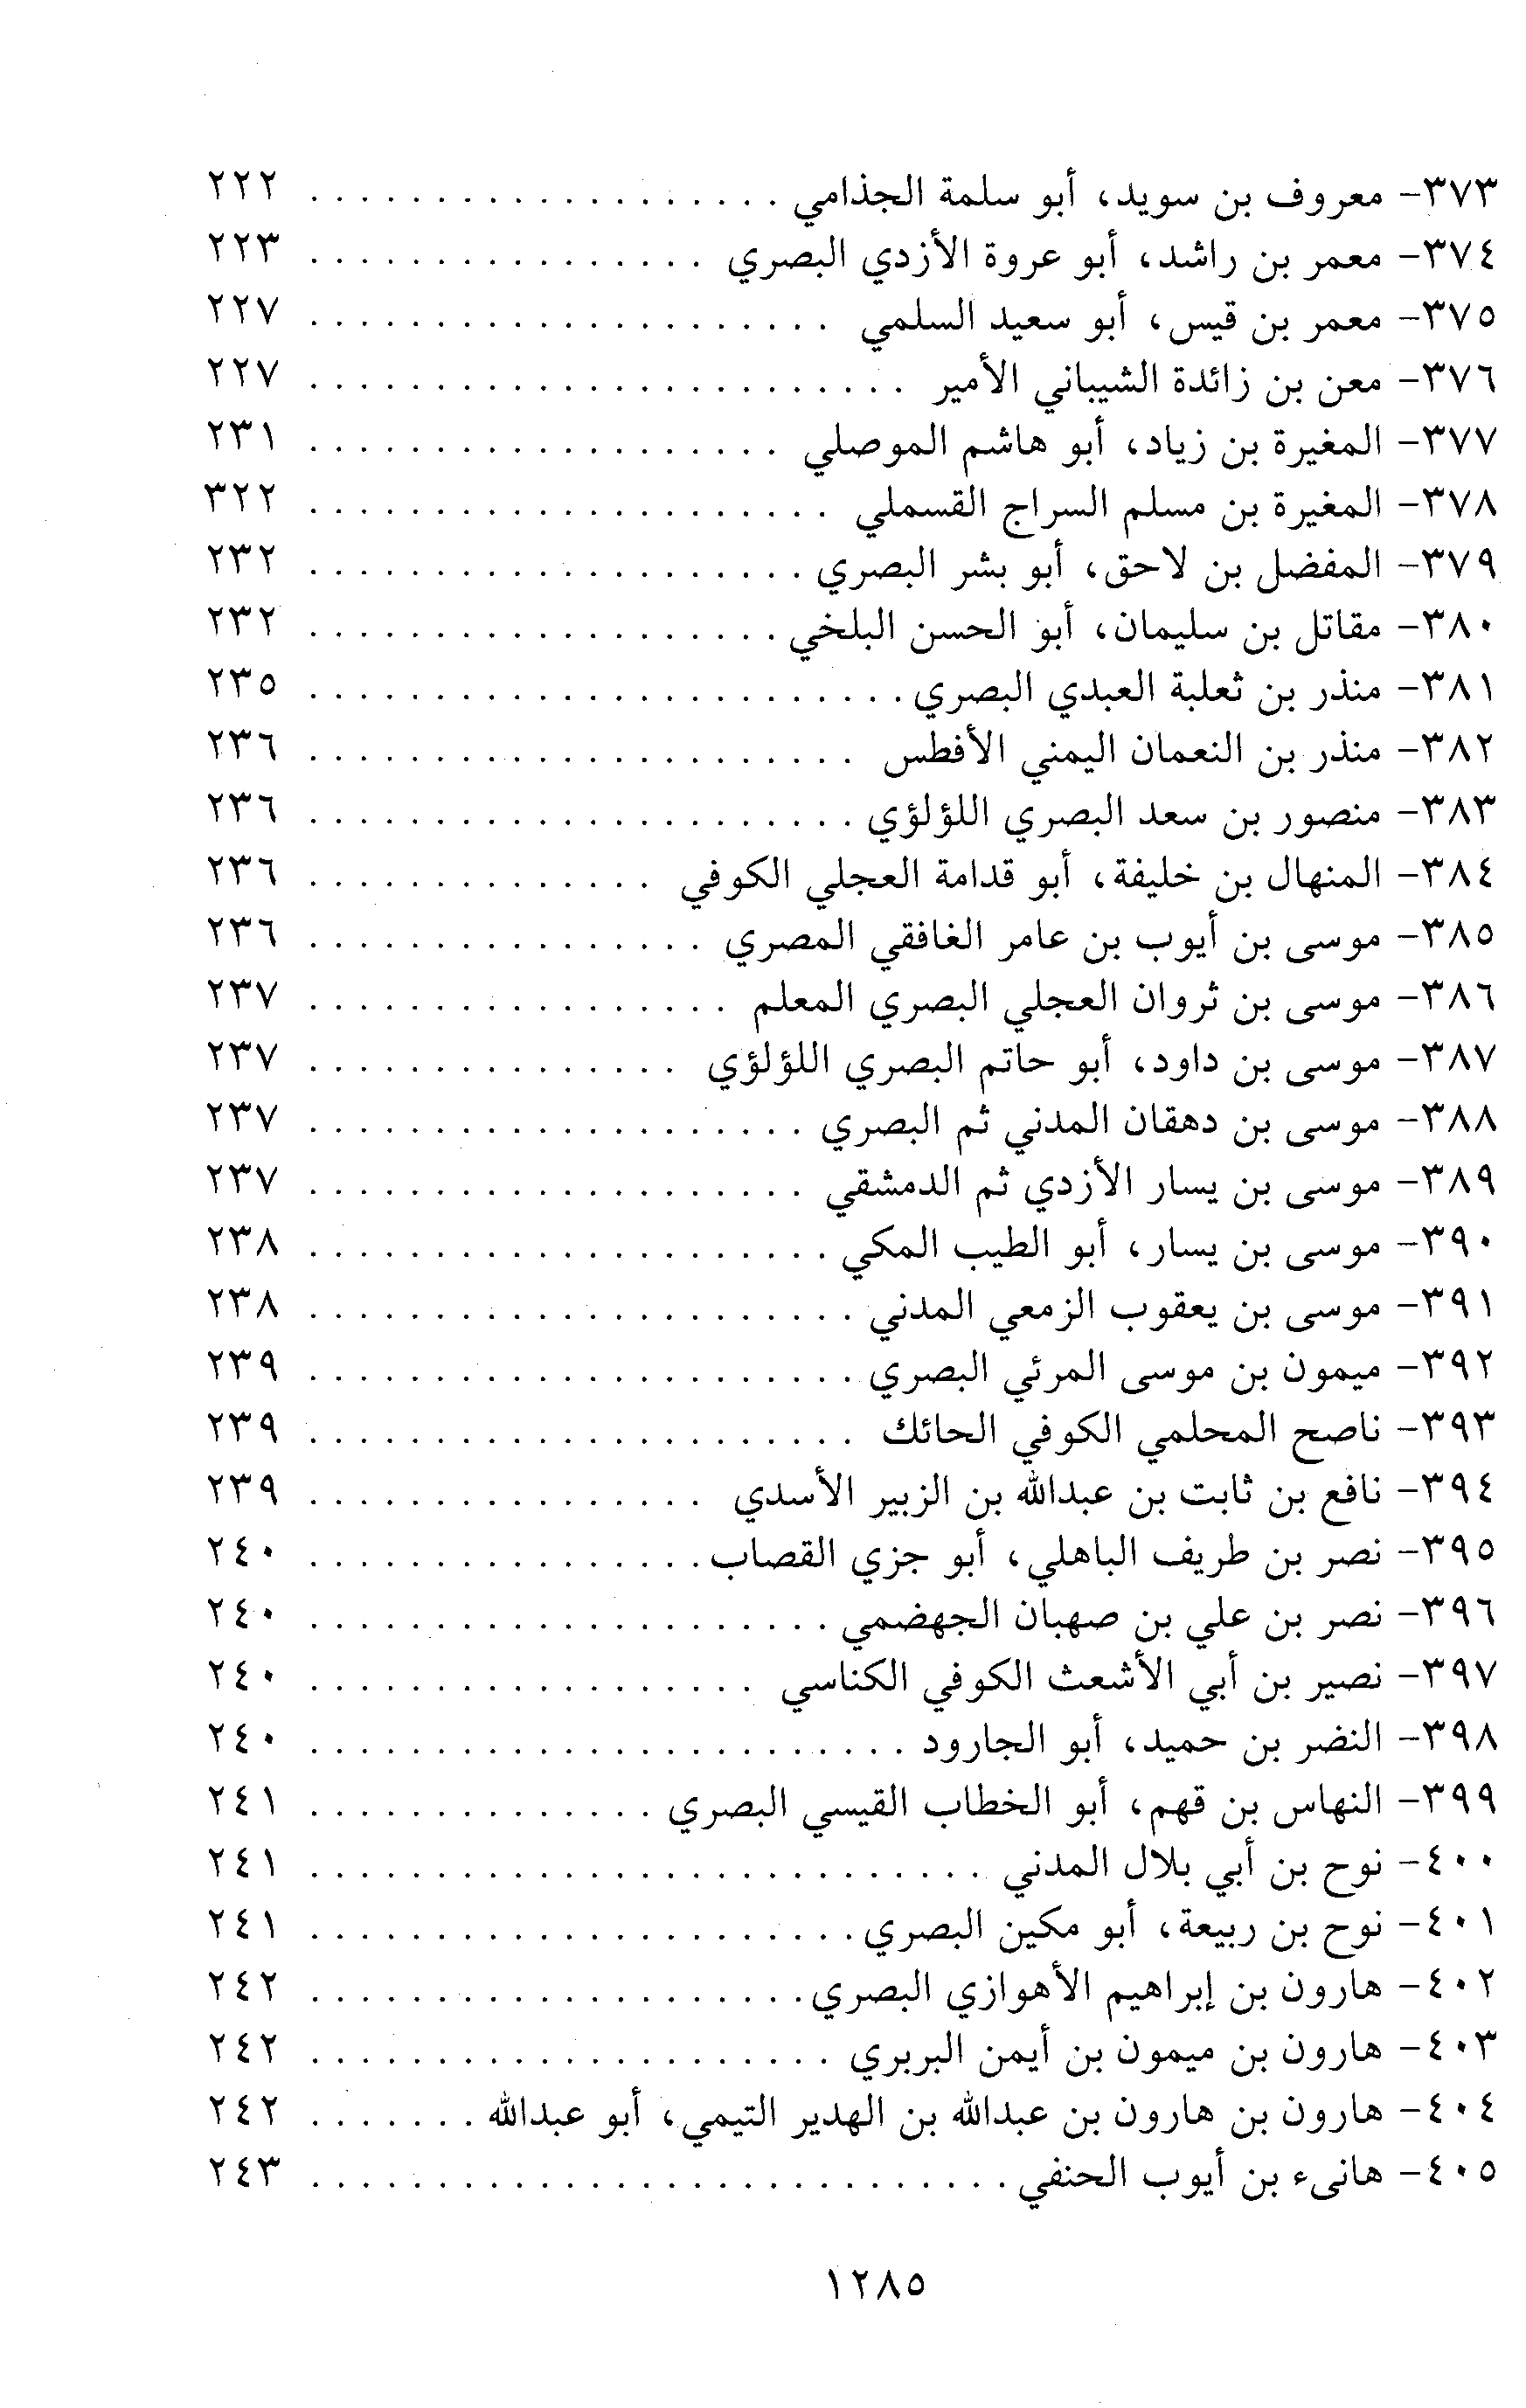 ٣٧٣- معروف بن سويد، أبو سلمة الجذامي . . . . . . . . . . . . . . . . . . . ٢٢٢
٣٧٤- معمر بن راشد، أبو عروة الأزدي البصري . . . . . . . . . . . . . . . . ٢٢٣
٣٧٥- معمر بن قيس، أبو سعيد السلمي . . . . . . . . . . . . . . . . . . . . . ٢٢٧
٣٧٦- معن بن زائدة الشيباني الأمير . . . . . . . . . . . . . . . . . . . . . . . . ٢٢٧
٣٧٧- المغيرة بن زياد، أبو هاشم الموصلي . . . . . . . . . . . . . . . . . . . ٢٣١
٣٧٨- المغيرة بن مسلم السراج القسملي . . . . . . . . . . . . . . . . . . . . . ٣٢٢
٣٧٩- المفضل بن لاحق، أبو بشر البصري . . . . . . . . . . . . . . . . . . . . ٢٣٢
٣٨٠- مقاتل بن سليمان، أبو الحسن البلخي . . . . . . . . . . . . . . . . . . . ٢٣٢
٣٨١- منذر بن ثعلبة العبدي البصري . . . . . . . . . . . . . . . . . . . . . . . . ٢٣٥
٣٨٢- منذر بن النعمان اليمني الأفطس . . . . . . . . . . . . . . . . . . . . . . ٢٣٦
٣٨٣- منصور بن سعد البصري اللؤلؤي . . . . . . . . . . . . . . . . . . . . . . ٢٣٦
٣٨٤- المنهال بن خليفة، أبو قدامة العجلي الكوفي . . . . . . . . . . . . . . ٢٣٦
٣٨٥- موسى بن أيوب بن عامر الغافقي المصري . . . . . . . . . . . . . . . . ٢٣٦
٣٨٦- موسى بن ثروان العجلي البصري المعلم . . . . . . . . . . . . . . . . . ٢٣٧
٣٨٧- موسى بن داود، أبو حاتم البصري اللؤلؤي . . . . . . . . . . . . . . . ٢٣٧
٣٨٨- موسى بن دهقان المدني ثم البصري . . . . . . . . . . . . . . . . . . . . ٢٣٧
٣٨٩- موسى بن يسار الأزدي ثم الدمشقي . . . . . . . . . . . . . . . . . . . . ٢٣٧
٣٩٠- موسى بن يسار، أبو الطيب المكي . . . . . . . . . . . . . . . . . . . . . ٢٣٨
٣٩١- موسى بن يعقوب الزمعي المدني . . . . . . . . . . . . . . . . . . . . . . ٢٣٨
٣٩٢- ميمون بن موسى المرئي البصري . . . . . . . . . . . . . . . . . . . . . . ٢٣٩
٣٩٣- ناصح المحلمي الكوفي الحائك . . . . . . . . . . . . . . . . . . . . . . ٢٣٩
٣٩٤- نافع بن ثابت بن عبدالله بن الزبير الأسدي . . . . . . . . . . . . . . . . ٢٣٩
٣٩٥- نصر بن طريف الباهلي، أبو جزي القصاب . . . . . . . . . . . . . . . . ٢٤٠
٣٩٦- نصر بن علي بن صهبان الجهضمي . . . . . . . . . . . . . . . . . . . . . ٢٤٠
٣٩٧- نصير بن أبي الأشعث الكوفي الكناسي . . . . . . . . . . . . . . . . . . ٢٤٠
٣٩٨- النضر بن حميد، أبو الجارود . . . . . . . . . . . . . . . . . . . . . . . . ٢٤٠
٣٩٩- النهاس بن قهم، أبو الخطاب القيسي البصري . . . . . . . . . . . . . . ٢٤١
٤٠٠- نوح بن أبي بلال المدني . . . . . . . . . . . . . . . . . . . . . . . . . . . ٢٤١
٤٠١- نوح بن ربيعة، أبو مكين البصري . . . . . . . . . . . . . . . . . . . . . . ٢٤١
٤٠٢- هارون بن إبراهيم الأهوازي البصري . . . . . . . . . . . . . . . . . . . . ٢٤٢
٤٠٣- هارون بن ميمون بن أيمن البربري . . . . . . . . . . . . . . . . . . . . . ٢٤٢
٤٠٤- هارون بن هارون بن عبدالله بن الهدير التيمي، أبو عبدالله . . . . . . . ٢٤٢
٤٠٥- هانىء بن أيوب الحنفي . . . . . . . . . . . . . . . . . . . . . . . . . . . . ٢٤٣
١٢٨٥